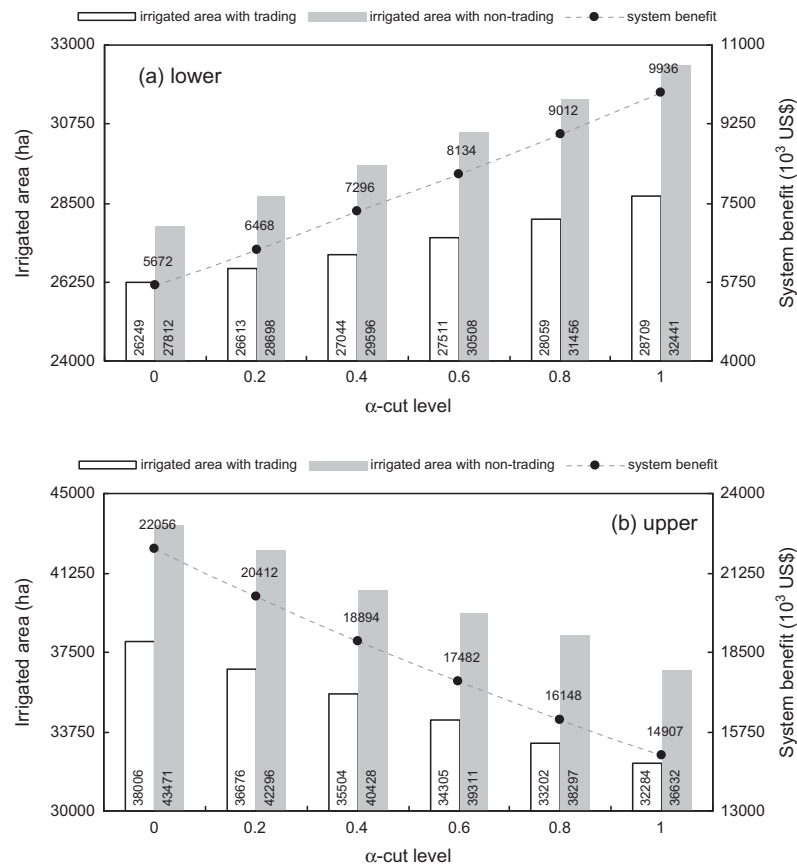 irrigated area with trading irrigated area with non-trading system benefit
33000 11000
(a) lower
9936
30750 9250
9012
8134
28500 7500
7296
6468
26250 5750
5672
24000 4000
26249 27812 26613 28698 27044 29596 27511 30508 28059 31456 28709 32441
0 0.2 0.4 0.6 0.8 1
α-cut level
Irrigated area (ha)
System benefit (10³ US$)
irrigated area with trading irrigated area with non-trading system benefit
45000 24000
(b) upper
22056
41250 21250
20412
18894
37500 18500
17482
16148
33750 15750
14907
30000 13000
38006 43471 36676 42296 35504 40428 34305 39311 33202 38297 32264 36632
0 0.2 0.4 0.6 0.8 1
α-cut level
Irrigated area (ha)
System benefit (10³ US$)